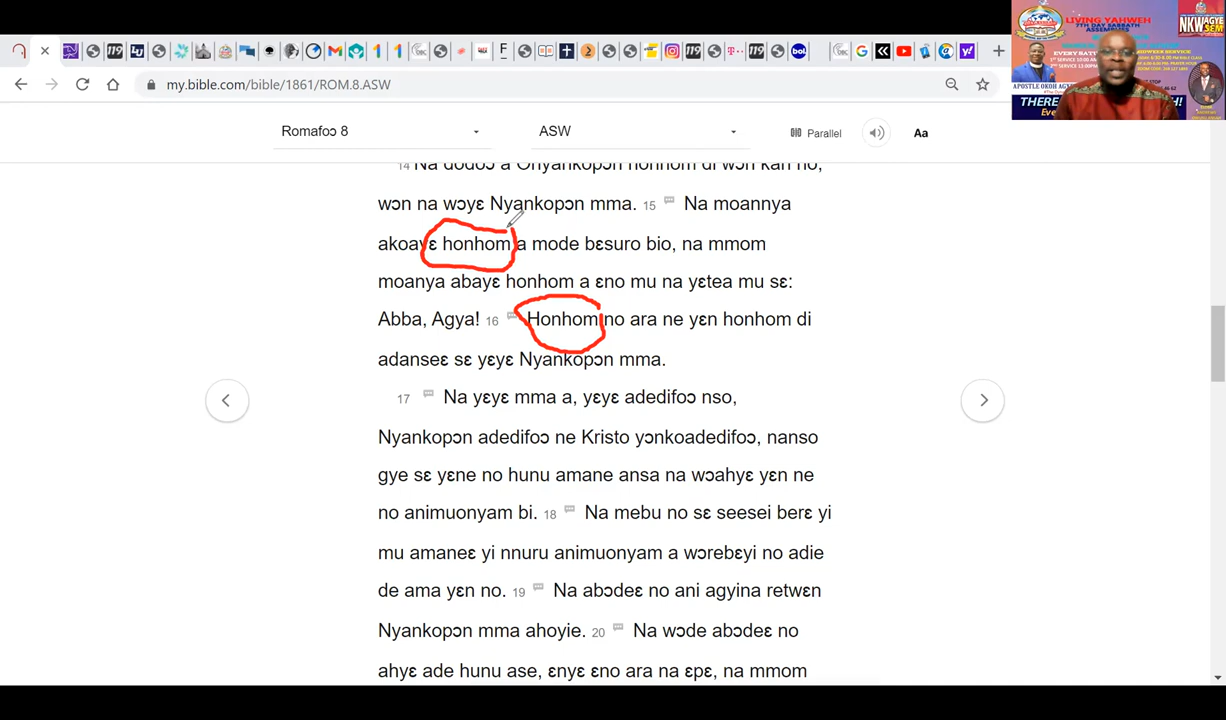 LIVING YAHWEH
7TH DAY SABBATH
ASSEMBLIES
NKWAGYE
SEM
my.bible.com/bible/1861/ROM.8.ASW
THERE
Romafoɔ 8
ASW
Parallel
Aa
14 Na dodoɔ a Onyankopɔn honhom di wɔn kan no,
wɔn na wɔyɛ Nyankopɔn mma. 15 Na moannya
akoayɛ honhom a mode bɛsuro bio, na mmom
moanya abayɛ honhom a ɛno mu na yɛtea mu sɛ:
Abba, Agya! 16 Honhom no ara ne yɛn honhom di
adanseɛ sɛ yɛyɛ Nyankopɔn mma.
17 Na yɛyɛ mma a, yɛyɛ adedifoɔ nso,
Nyankopɔn adedifoɔ ne Kristo yɔnkoadedifoɔ, nanso
gye sɛ yɛne no hunu amane ansa na wɔahyɛ yɛn ne
no animuonyam bi. 18 Na mebu no sɛ seesei berɛ yi
mu amaneɛ yi nnuru animuonyam a wɔrebɛyi no adie
de ama yɛn no. 19 Na abɔdeɛ no ani agyina retwɛn
Nyankopɔn mma ahoyie. 20 Na wɔde abɔdeɛ no
ahyɛ ade hunu ase, ɛnyɛ ɛno ara na ɛpɛ, na mmom